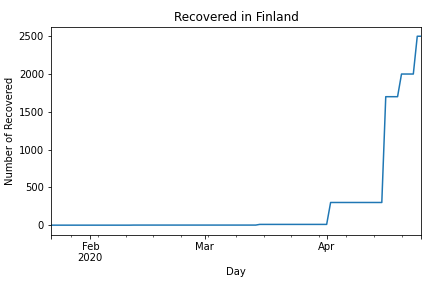 Recovered in Finland
Number of Recovered
2500
2000
1500
1000
500
0
Feb
2020
Mar
Apr
Day